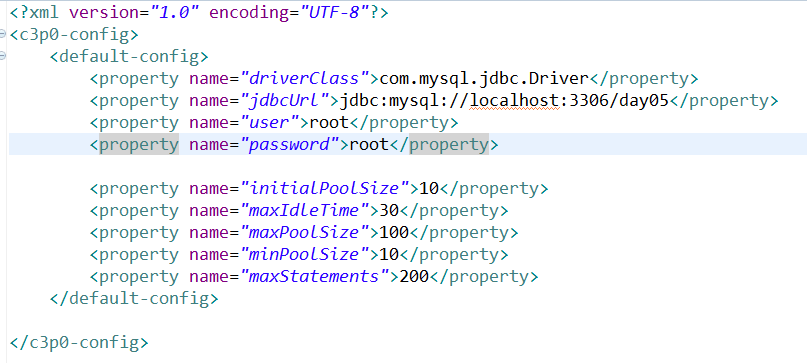 <?xml version="1.0" encoding="UTF-8"?>
<c3p0-config>
    <default-config>
        <property name="driverClass">com.mysql.jdbc.Driver</property>
        <property name="jdbcUrl">jdbc:mysql://localhost:3306/day05</property>
        <property name="user">root</property>
        <property name="password">root</property>

        <property name="initialPoolSize">10</property>
        <property name="maxIdleTime">30</property>
        <property name="maxPoolSize">100</property>
        <property name="minPoolSize">10</property>
        <property name="maxStatements">200</property>
    </default-config>

</c3p0-config>